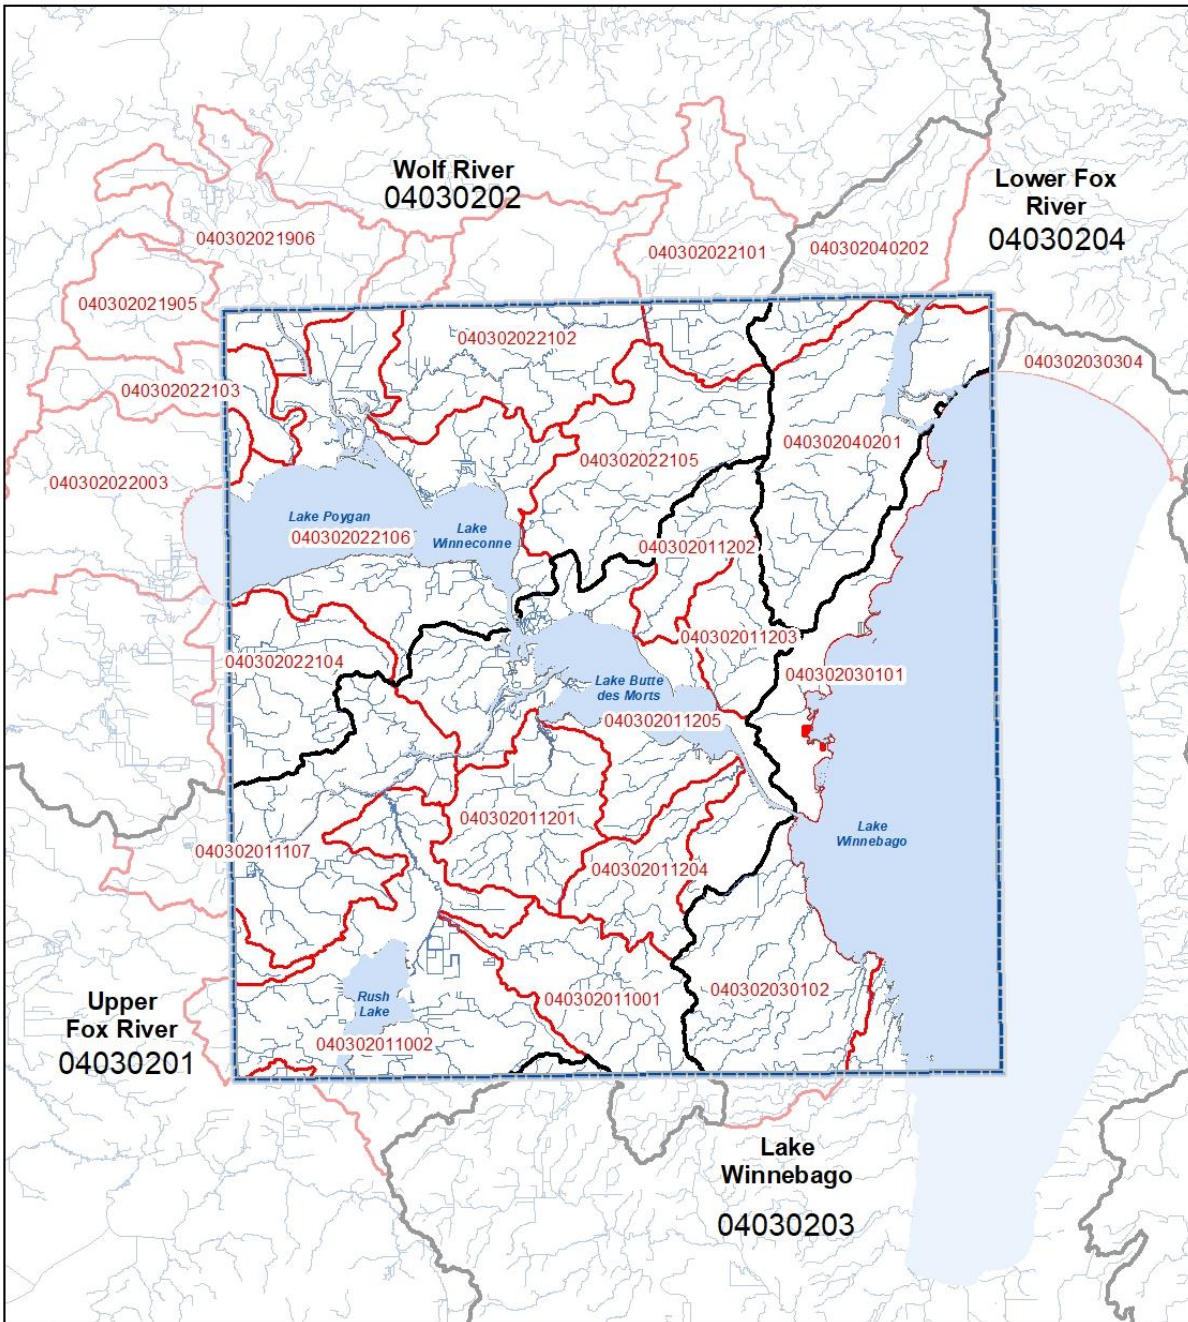 Wolf River
04030202
Lower Fox
River
04030204
040302021906
040302022101
040302040202
040302021905
040302022102
040302030304
040302022103
040302040201
040302022105
040302022003
Lake Poygan
Lake
Winneconne
040302022106
040302011202
040302011203
040302022104
040302030101
Lake Butte
des Morts
040302011205
040302011201
Lake
Winnebago
040302011107
040302011204
040302030102
Rush
Lake
040302011001
Upper
Fox River
04030201
040302011002
Lake
Winnebago
04030203